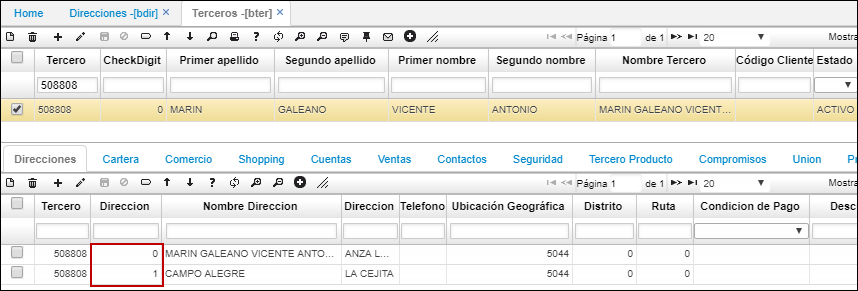 Home Direcciones -[bdir] × Terceros -[bter] ×
Página 1 de 1 20 Mostra
Tercero CheckDigit Primer apellido Segundo apellido Primer nombre Segundo nombre Nombre Tercero Código Cliente Estado
508808
508808 0 MARIN GALEANO VICENTE ANTONIO MARIN GALEANO VICENT... ACTIVO
Direcciones Cartera Comercio Shopping Cuentas Ventas Contactos Seguridad Tercero Producto Compromisos Union Pr
Página 1 de 1 20 Mostra
Tercero Direccion Nombre Direccion Direccion Telefono Ubicación Geográfica Distrito Ruta Condicion de Pago Desc
508808 0 MARIN GALEANO VICENTE ANTO... ANZA L... 5044 0 0
508808 1 CAMPO ALEGRE LA CEJITA 5044 0 0